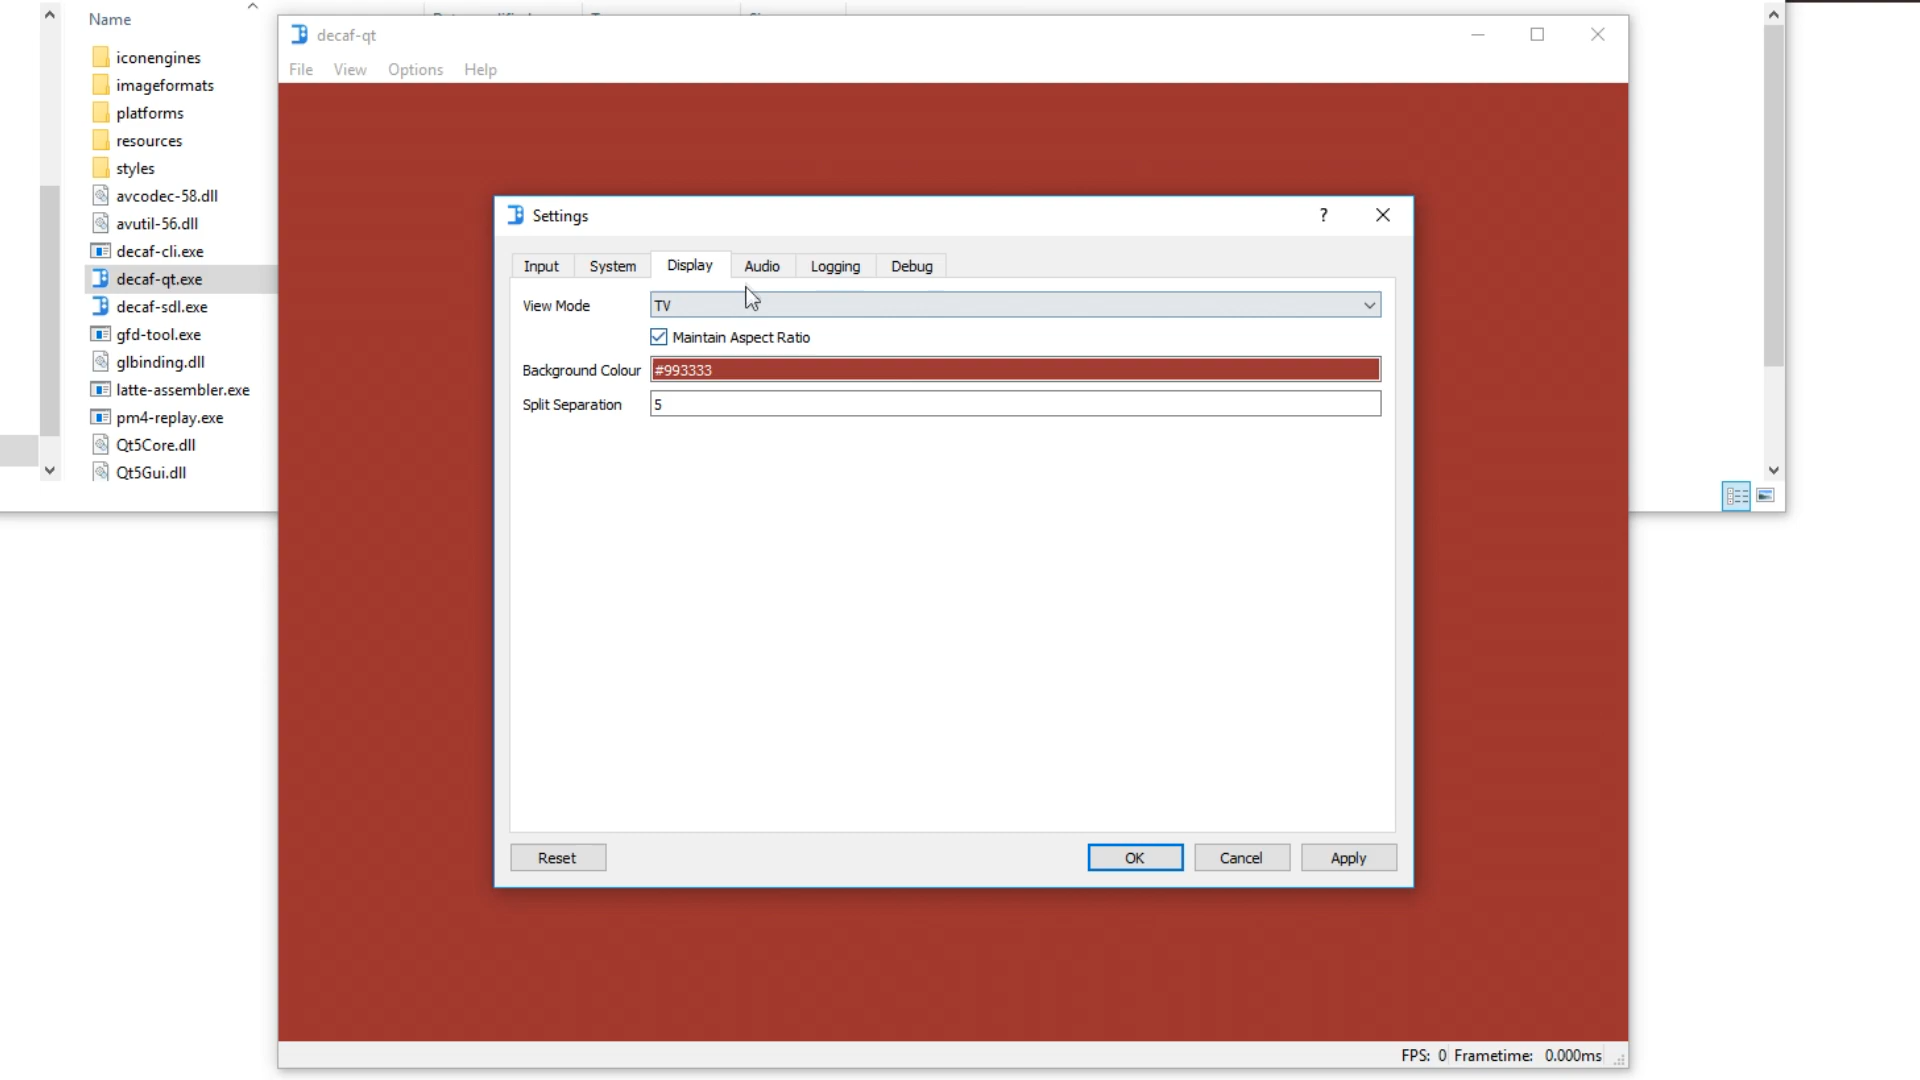 Name
iconengines
imageformats
platforms
resources
styles
avcodec-58.dll
avutil-56.dll
decaf-cli.exe
decaf-qt.exe
decaf-sdl.exe
gfd-tool.exe
glbinding.dll
latte-assembler.exe
pm4-replay.exe
Qt5Core.dll
Qt5Gui.dll
decaf-qt
File View Options Help
Settings
Input System Display Audio Logging Debug
View Mode TV
Maintain Aspect Ratio
Background Colour #993333
Split Separation 5
Reset OK Cancel Apply
FPS: 0 Frametime: 0.000ms